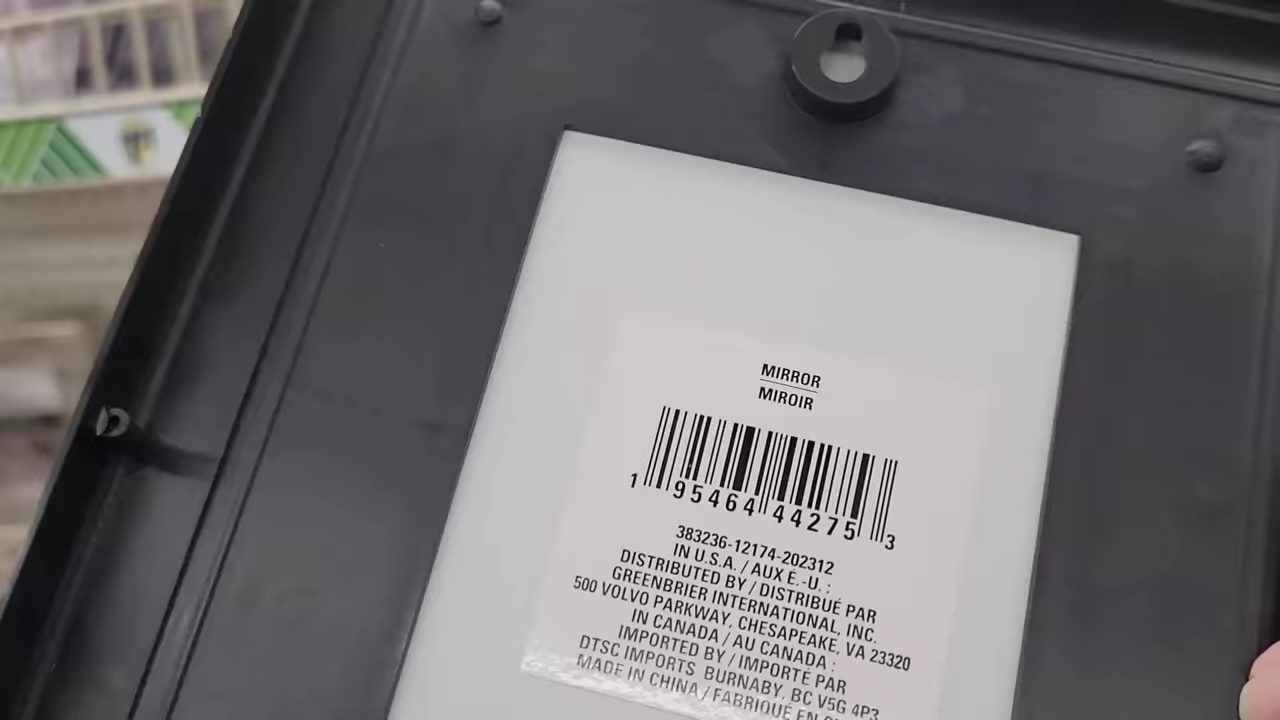 MIRROR
MIROIR
1 95464 44275 3
383236-12174-202312
IN U.S.A. / AUX É.-U. :
DISTRIBUTED BY / DISTRIBUÉ PAR
GREENBRIER INTERNATIONAL, INC.
500 VOLVO PARKWAY, CHESAPEAKE, VA 23320
IN CANADA / AU CANADA :
IMPORTED BY / IMPORTÉ PAR
DTSC IMPORTS BURNABY, BC V5G 4P3
MADE IN CHINA / FABRIQUÉ EN